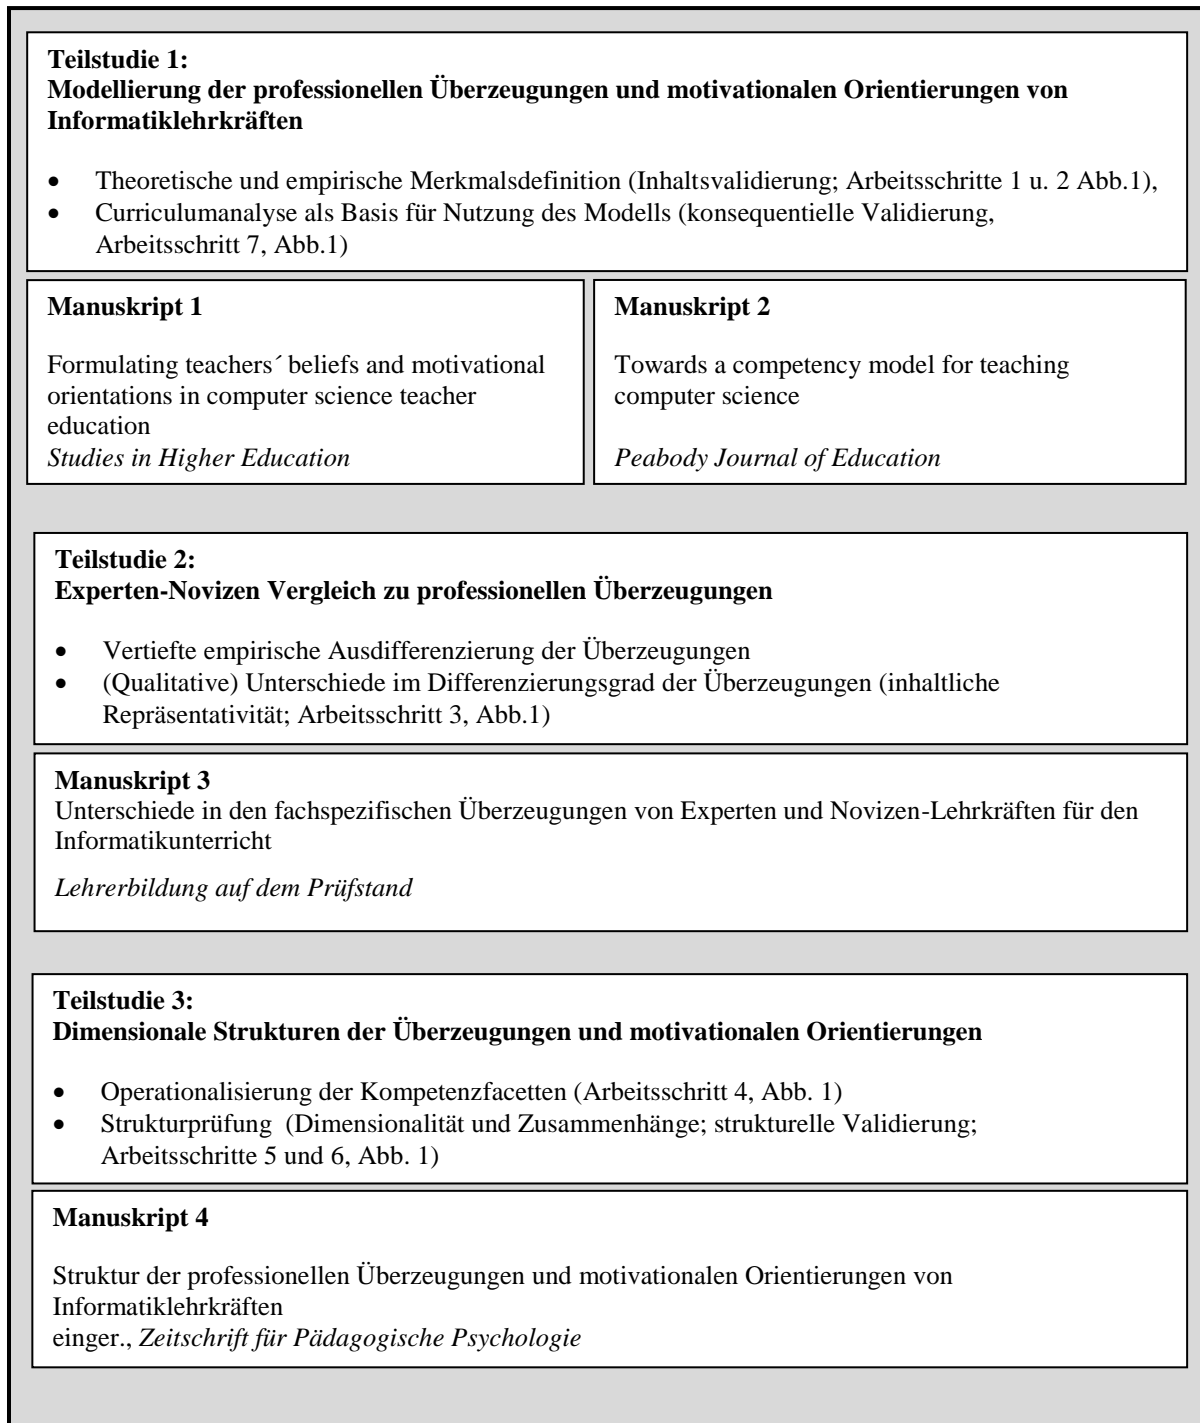 Teilstudie 1:
Modellierung der professionellen Überzeugungen und motivationalen Orientierungen von
Informatiklehrkräften
• Theoretische und empirische Merkmalsdefinition (Inhaltsvalidierung; Arbeitsschritte 1 u. 2 Abb.1),
• Curriculumanalyse als Basis für Nutzung des Modells (konsequentielle Validierung,
Arbeitsschritt 7, Abb.1)
Manuskript 1
Formulating teachers´ beliefs and motivational
orientations in computer science teacher
education
Studies in Higher Education
Manuskript 2
Towards a competency model for teaching
computer science
Peabody Journal of Education
Teilstudie 2:
Experten-Novizen Vergleich zu professionellen Überzeugungen
• Vertiefte empirische Ausdifferenzierung der Überzeugungen
• (Qualitative) Unterschiede im Differenzierungsgrad der Überzeugungen (inhaltliche
Repräsentativität; Arbeitsschritt 3, Abb.1)
Manuskript 3
Unterschiede in den fachspezifischen Überzeugungen von Experten und Novizen-Lehrkräften für den
Informatikunterricht
Lehrerbildung auf dem Prüfstand
Teilstudie 3:
Dimensionale Strukturen der Überzeugungen und motivationalen Orientierungen
• Operationalisierung der Kompetenzfacetten (Arbeitsschritt 4, Abb. 1)
• Strukturprüfung (Dimensionalität und Zusammenhänge; strukturelle Validierung;
Arbeitsschritte 5 und 6, Abb. 1)
Manuskript 4
Struktur der professionellen Überzeugungen und motivationalen Orientierungen von
Informatiklehrkräften
einger., Zeitschrift für Pädagogische Psychologie